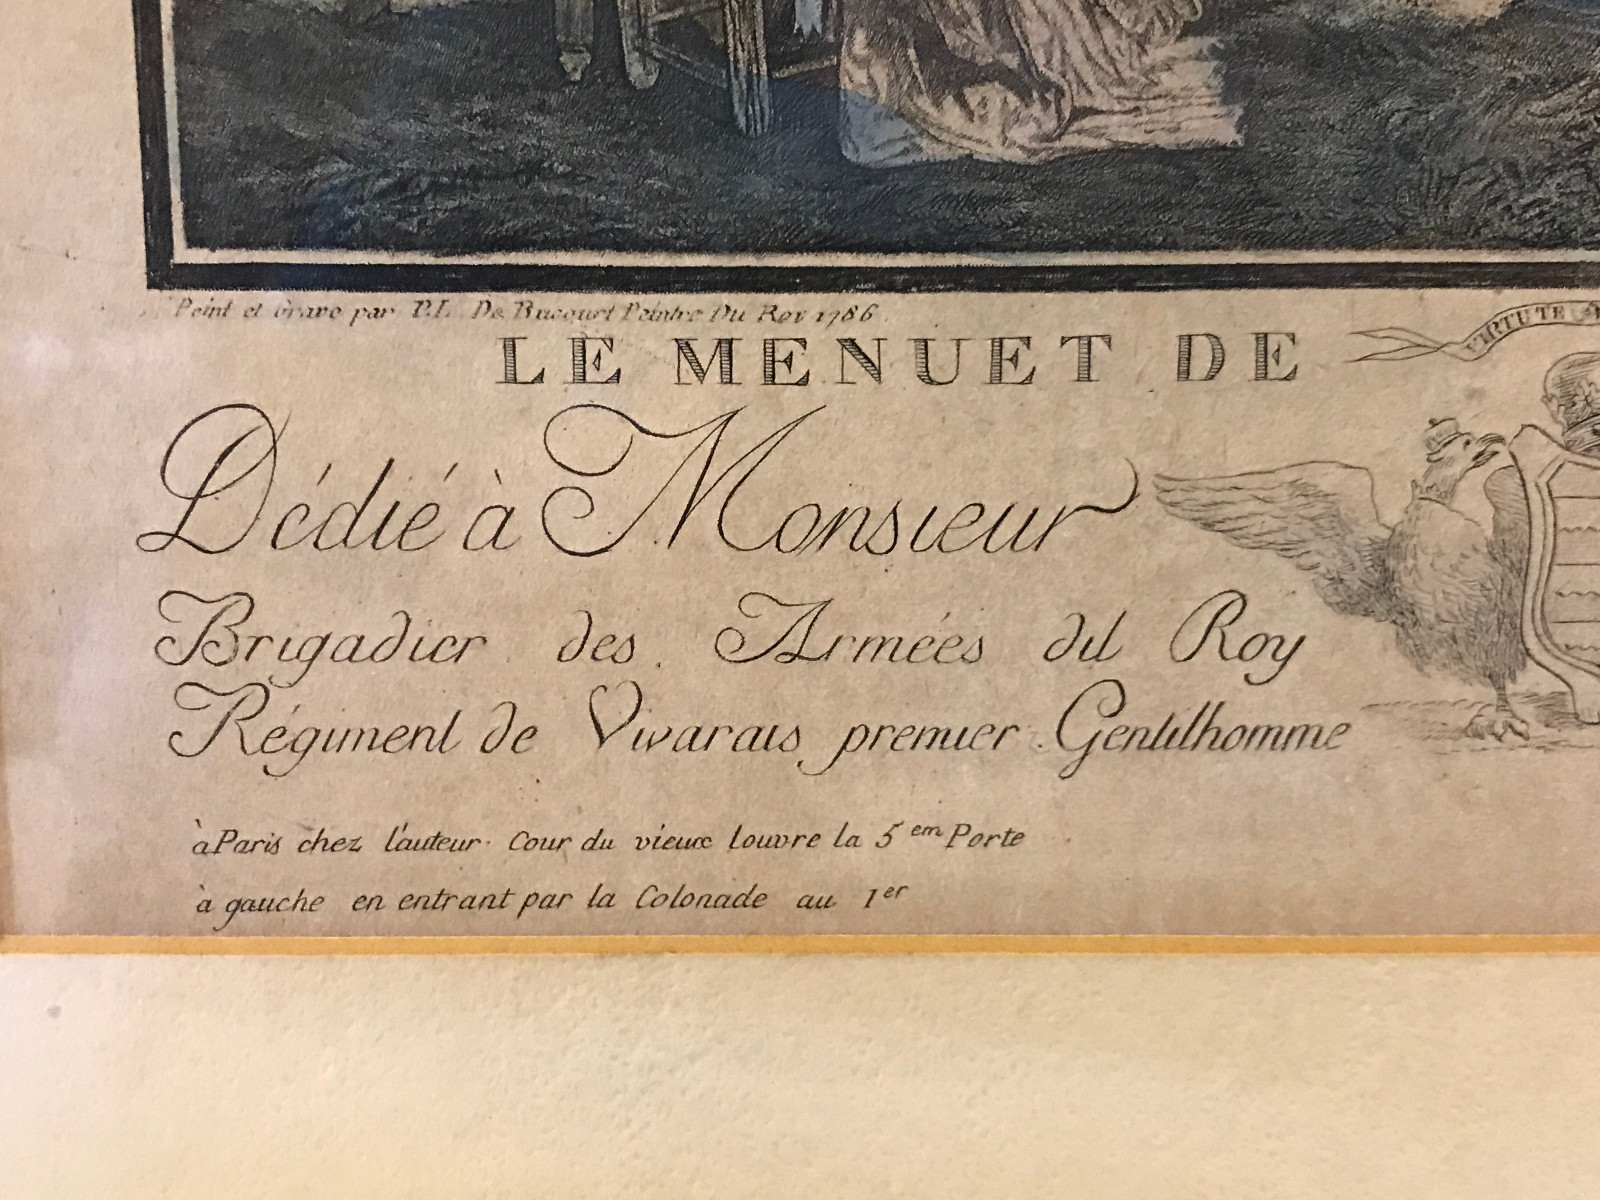 Peint et Gravé par P.L. De Bucourt Peintre Du Roy 1786.
LE MENUET DE
VIRTUTE
Dédié à Monsieur
Brigadier des Armées du Roy
Régiment de Vivarais, premier Gentilhomme
à Paris chez l'auteur Cour du vieux Louvre la 5em Porte
à gauche en entrant par la Colonade au 1er